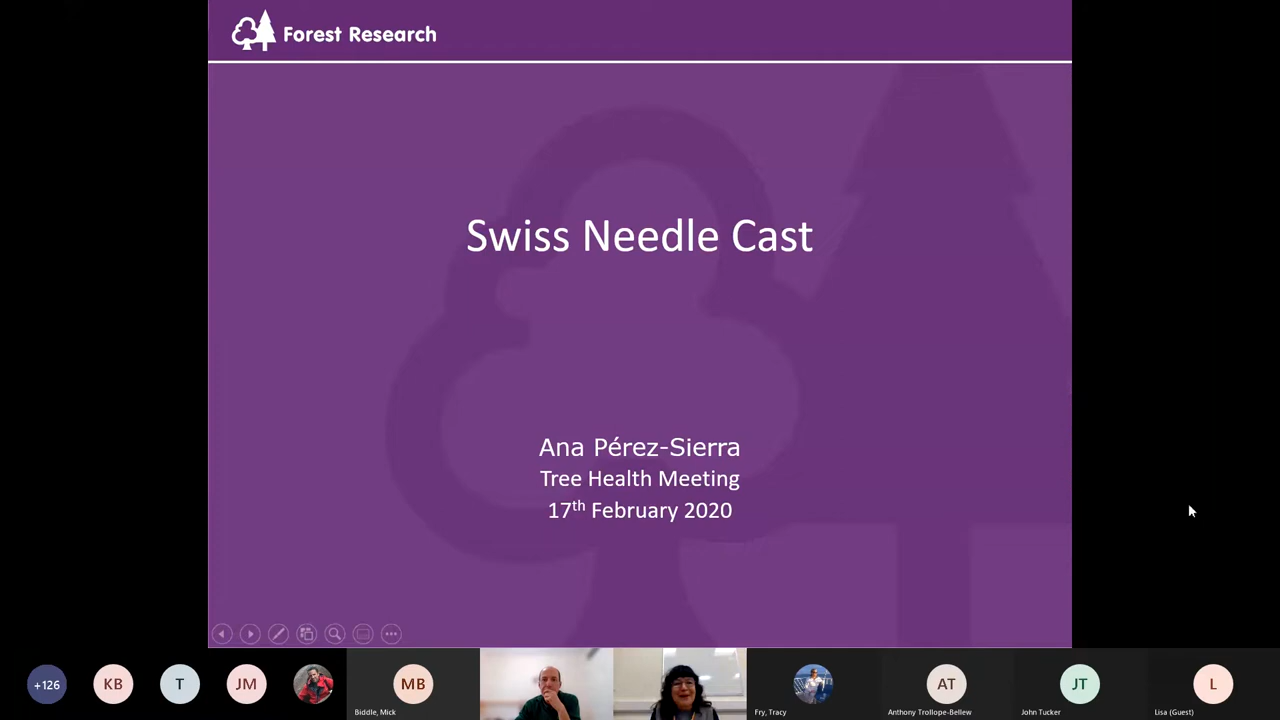 Forest Research
Swiss Needle Cast
Ana Pérez-Sierra
Tree Health Meeting
17th February 2020
+126
KB
T
JM
MB
Biddle, Mick
Fry, Tracy
AT
Anthony Trollope-Bellew
JT
John Tucker
L
Lisa (Guest)